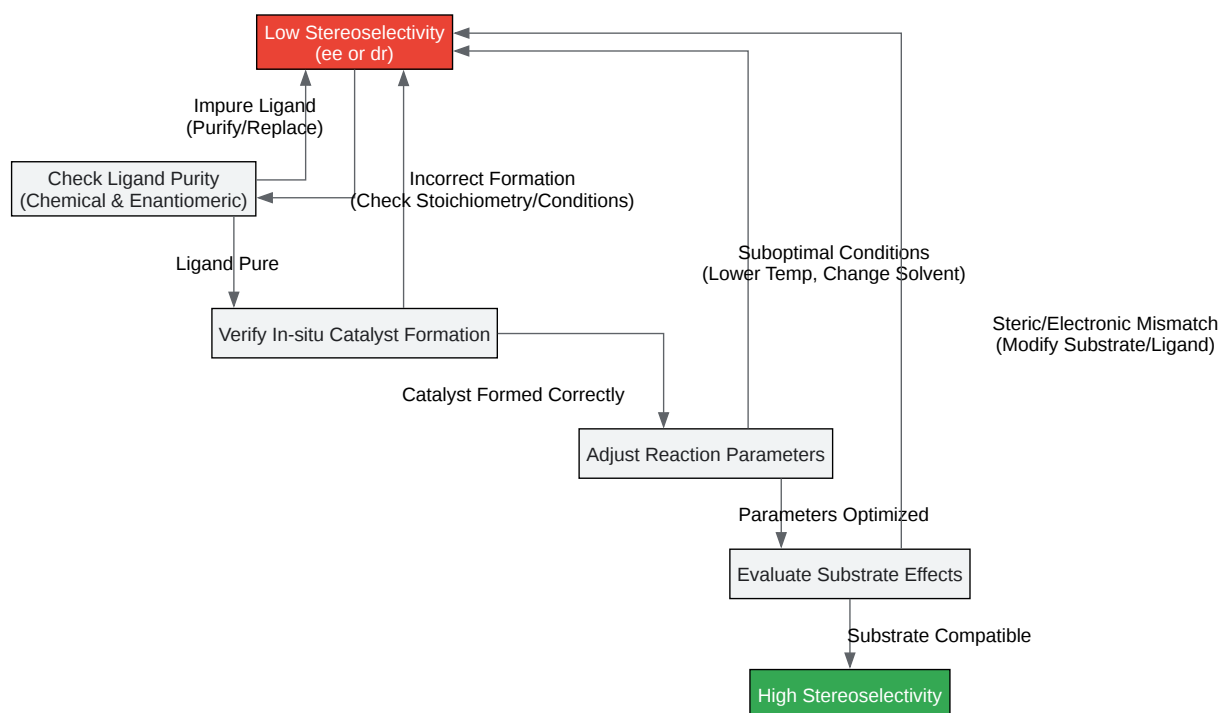 Low Stereoselectivity
(ee or dr)
Impure Ligand
(Purify/Replace)
Check Ligand Purity
(Chemical & Enantiomeric)
Incorrect Formation
(Check Stoichiometry/Conditions)
Ligand Pure
Suboptimal Conditions
(Lower Temp, Change Solvent)
Verify In-situ Catalyst Formation
Steric/Electronic Mismatch
(Modify Substrate/Ligand)
Catalyst Formed Correctly
Adjust Reaction Parameters
Parameters Optimized
Evaluate Substrate Effects
Substrate Compatible
High Stereoselectivity